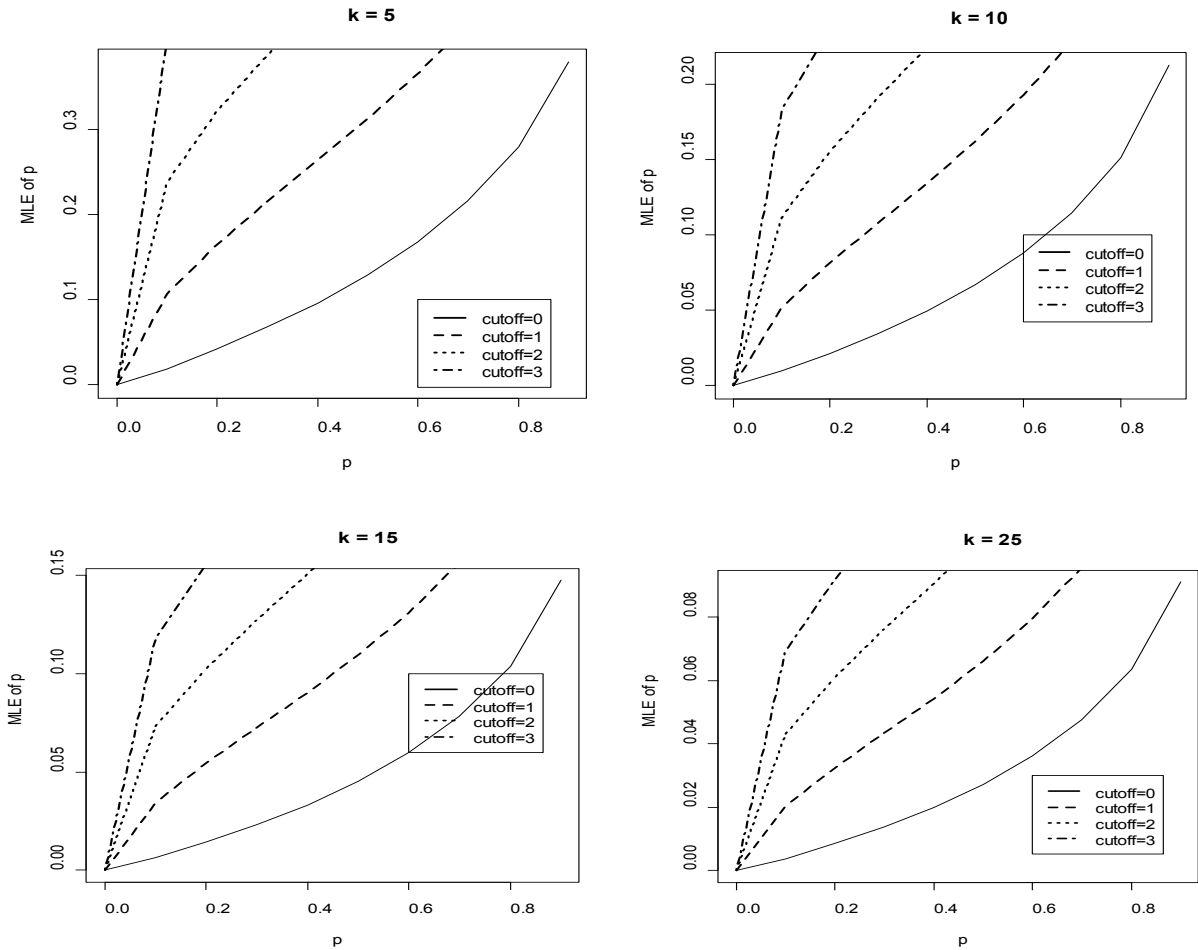 k = 5
MLE of p
0.0
0.1
0.2
0.3
0.0
0.2
0.4
0.6
0.8
p
cutoff=0
cutoff=1
cutoff=2
cutoff=3
k = 10
MLE of p
0.00
0.05
0.10
0.15
0.20
0.0
0.2
0.4
0.6
0.8
p
cutoff=0
cutoff=1
cutoff=2
cutoff=3
k = 15
MLE of p
0.00
0.05
0.10
0.15
0.0
0.2
0.4
0.6
0.8
p
cutoff=0
cutoff=1
cutoff=2
cutoff=3
k = 25
MLE of p
0.00
0.02
0.04
0.06
0.08
0.0
0.2
0.4
0.6
0.8
p
cutoff=0
cutoff=1
cutoff=2
cutoff=3